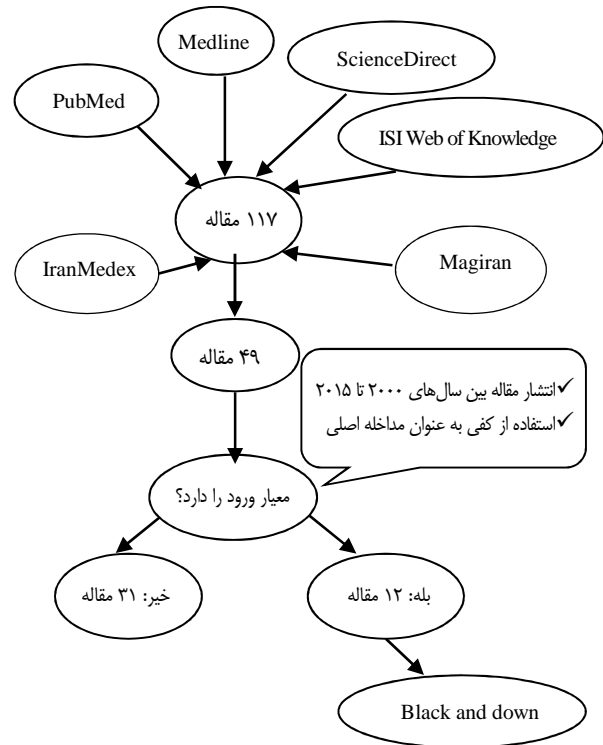 Medline
ScienceDirect
PubMed
ISI Web of Knowledge
۱۱۷ مقاله
IranMedex
Magiran
۴۹ مقاله
✓انتشار مقاله بین سال‌های ۲۰۰۰ تا ۲۰۱۵
✓استفاده از کفی به عنوان مداخله اصلی
معیار ورود را دارد؟
خیر: ۳۱ مقاله
بله: ۱۲ مقاله
Black and down